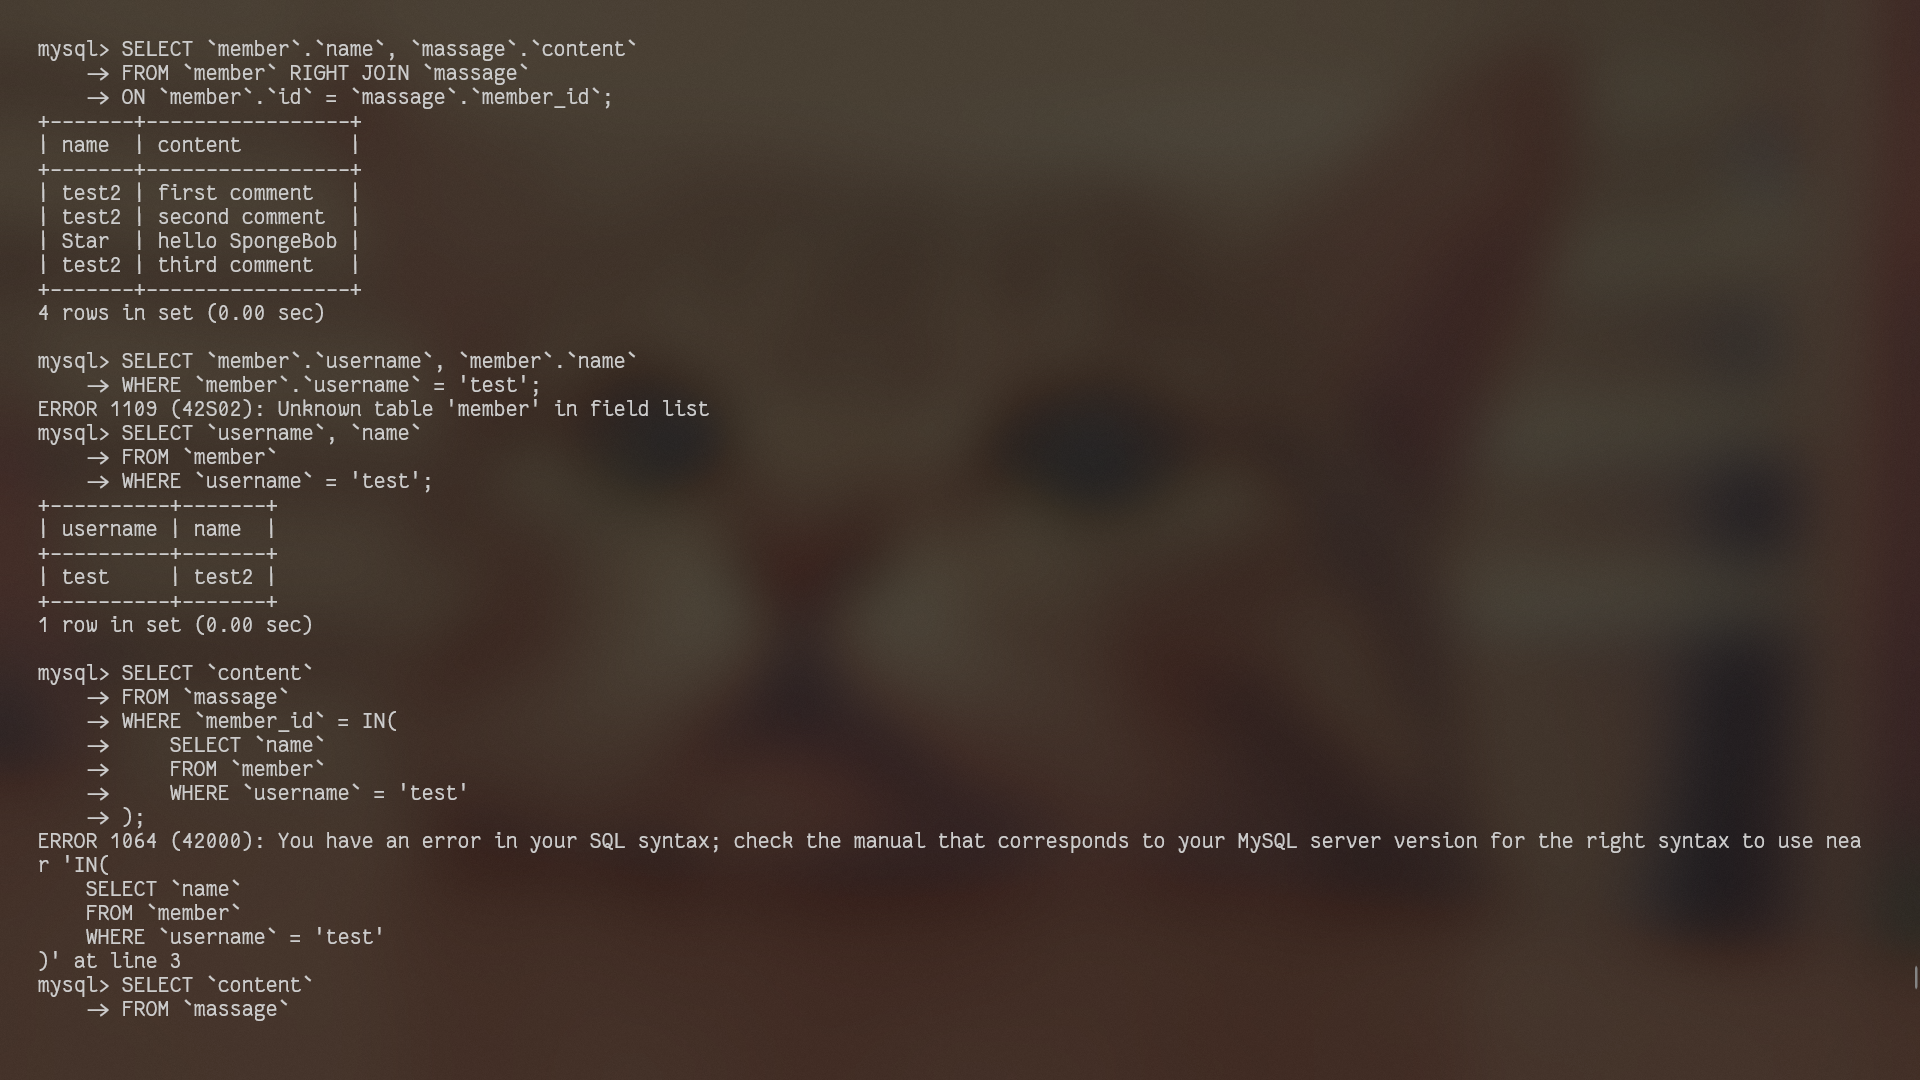 mysql> SELECT `member`.`name`, `massage`.`content`
    -> FROM `member` RIGHT JOIN `massage`
    -> ON `member`.`id` = `massage`.`member_id`;
+-------+-----------------+
| name  | content         |
+-------+-----------------+
| test2 | first comment   |
| test2 | second comment  |
| Star  | hello SpongeBob |
| test2 | third comment   |
+-------+-----------------+
4 rows in set (0.00 sec)

mysql> SELECT `member`.`username`, `member`.`name`
    -> WHERE `member`.`username` = 'test';
ERROR 1109 (42S02): Unknown table 'member' in field list
mysql> SELECT `username`, `name`
    -> FROM `member`
    -> WHERE `username` = 'test';
+----------+-------+
| username | name  |
+----------+-------+
| test     | test2 |
+----------+-------+
1 row in set (0.00 sec)

mysql> SELECT `content`
    -> FROM `massage`
    -> WHERE `member_id` = IN(
    ->     SELECT `name`
    ->     FROM `member`
    ->     WHERE `username` = 'test'
    -> );
ERROR 1064 (42000): You have an error in your SQL syntax; check the manual that corresponds to your MySQL server version for the right syntax to use nea
r 'IN(
    SELECT `name`
    FROM `member`
    WHERE `username` = 'test'
)' at line 3
mysql> SELECT `content`
    -> FROM `massage`